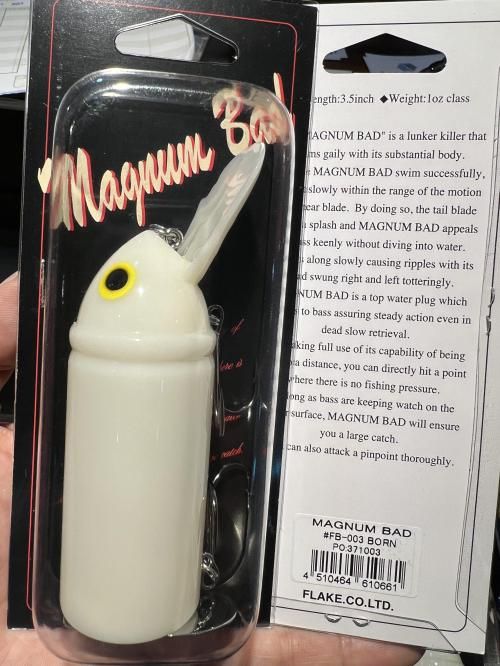 Magnum Bad
ength:3.5inch ◆Weight:1oz class
MAGNUM BAD" is a lunker killer that
ms gaily with its substantial body.
MAGNUM BAD swim successfully,
slowly within the range of the motion
ear blade. By doing so, the tail blade
splash and MAGNUM BAD appeals
ss keenly without diving into water.
along slowly causing ripples with its
d swung right and left totteringly.
NUM BAD is a top water plug which
to bass assuring steady action even in
dead slow retrieval.
aking full use of its capability of being
a distance, you can directly hit a point
where there is no fishing pressure.
ong as bass are keeping watch on the
surface, MAGNUM BAD will ensure
you a large catch.
can also attack a pinpoint thoroughly.
of
here is
catch.
MAGNUM BAD
#FB-003 BORN
PO:371003
4 510464 610661
FLAKE.CO.LTD.